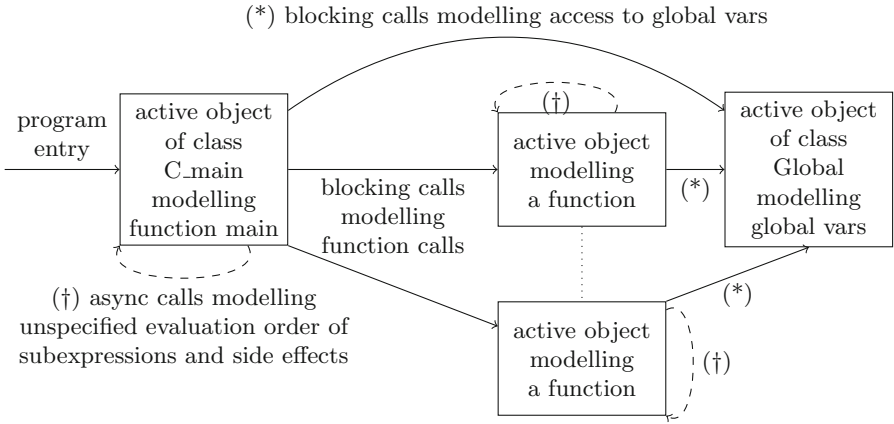 (*) blocking calls modelling access to global vars
program
entry
active object
of class
C_main
modelling
function main
(†) async calls modelling
unspecified evaluation order of
subexpressions and side effects
blocking calls
modelling
function calls
(†)
active object
modelling
a function
(*)
active object
of class
Global
modelling
global vars
(*)
active object
modelling
a function
(†)